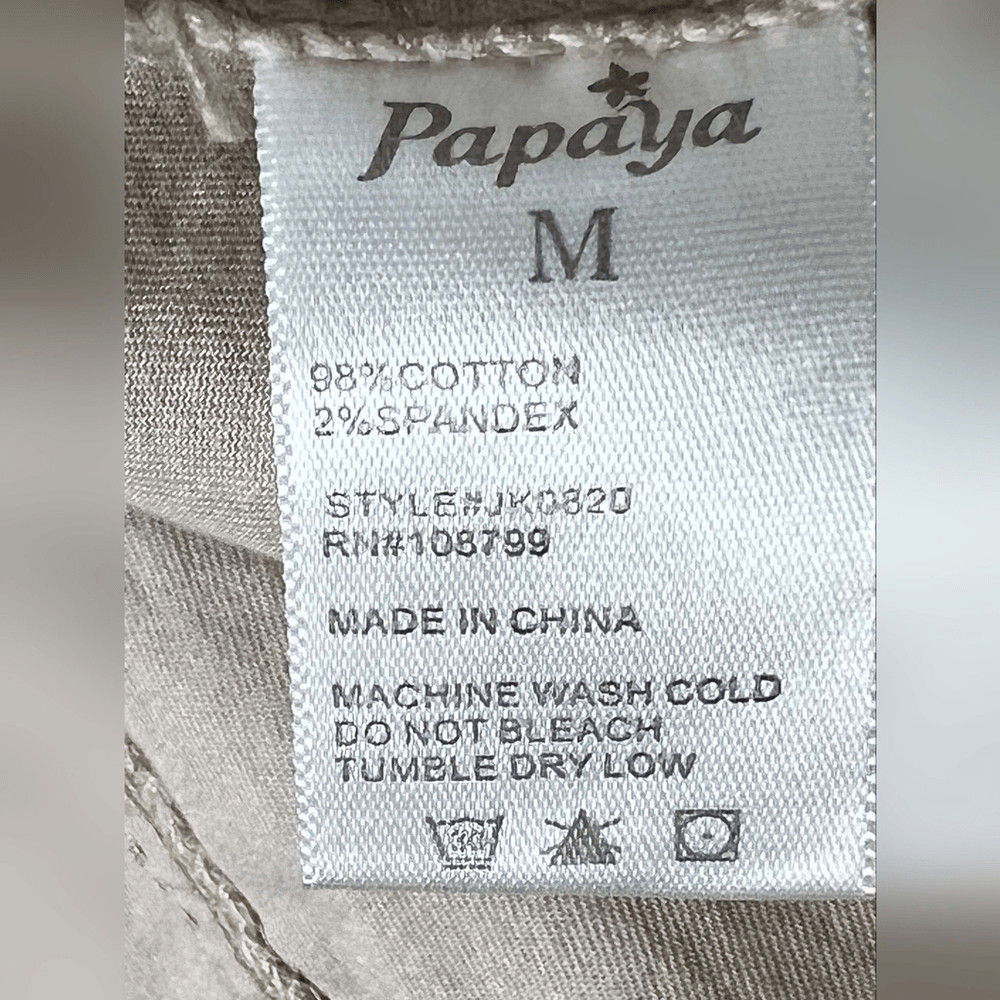 Papaya
M
98%COTTON
2%SPANDEX
STYLE#JK0820
RN#108799
MADE IN CHINA
MACHINE WASH COLD
DO NOT BLEACH
TUMBLE DRY LOW